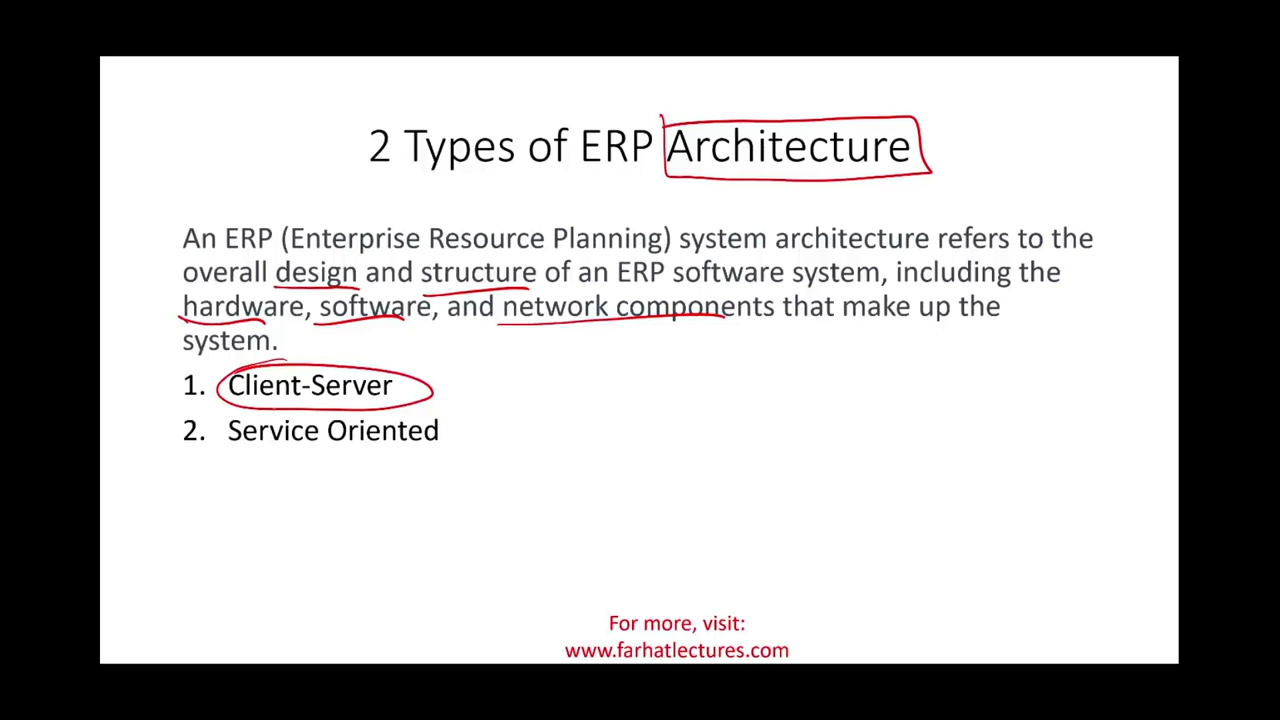 2 Types of ERP Architecture
An ERP (Enterprise Resource Planning) system architecture refers to the
overall design and structure of an ERP software system, including the
hardware, software, and network components that make up the
system.
1. Client-Server
2. Service Oriented
For more, visit:
www.farhatlectures.com